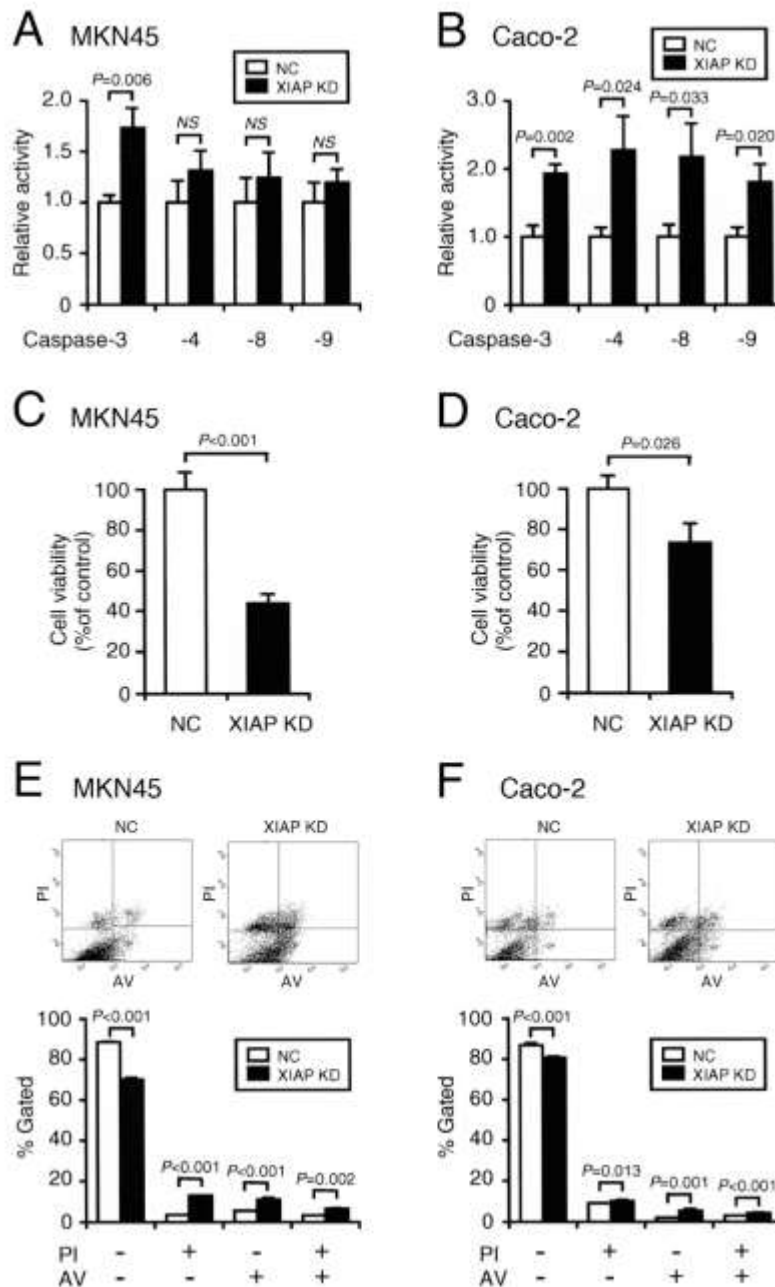 A MKN45
NC
XIAP KD
P=0.006
NS
NS
NS
Relative activity
2.0
1.5
1.0
0.5
0
Caspase-3 -4 -8 -9
B Caco-2
NC
XIAP KD
P=0.024
P=0.033
P=0.002
P=0.020
Relative activity
3.0
2.0
1.0
0
Caspase-3 -4 -8 -9
C MKN45
P<0.001
Cell viability
(%of control)
100
80
60
40
20
0
NC XIAP KD
D Caco-2
P=0.026
Cell viability
(%of control)
100
80
60
40
20
0
NC XIAP KD
E MKN45
NC XIAP KD
PI PI
AV AV
% Gated
100
80
60
40
20
0
P<0.001
NC
XIAP KD
P<0.001
P<0.001
P=0.002
PI - + - +
AV - - + +
F Caco-2
NC XIAP KD
PI PI
AV AV
% Gated
100
80
60
40
20
0
P<0.001
NC
XIAP KD
P=0.013
P=0.001
P<0.001
PI - + - +
AV - - + +